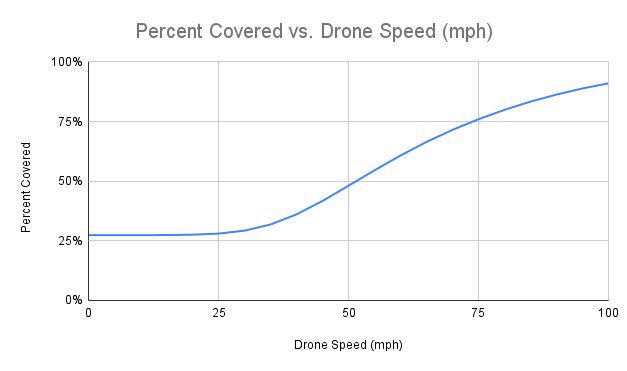 Percent Covered vs. Drone Speed (mph)
Percent Covered
100%
75%
50%
25%
0%
0 25 50 75 100
Drone Speed (mph)